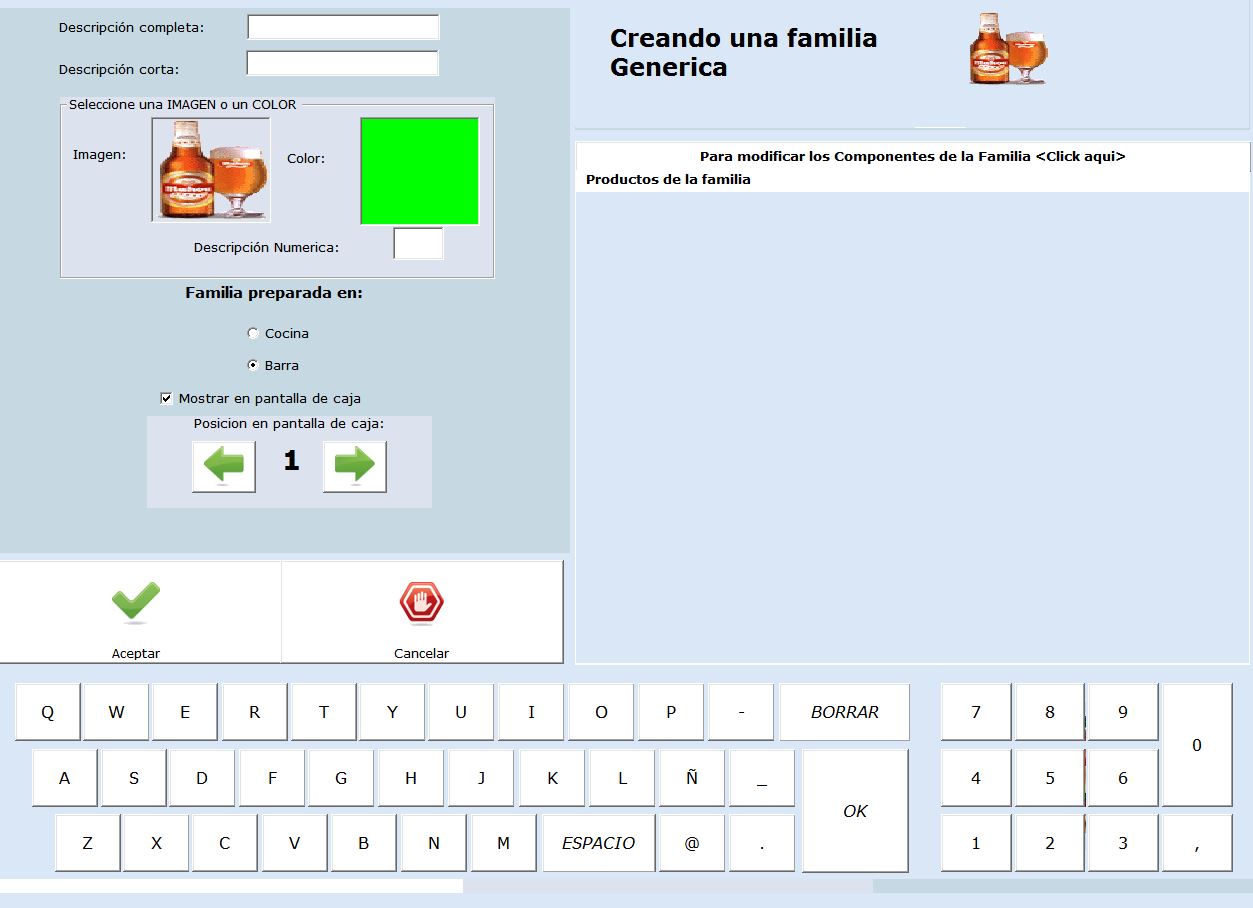 Descripción completa:
Descripción corta:
Seleccione una IMAGEN o un COLOR
Imagen:
Color:
Descripción Numerica:
Familia preparada en:
Cocina
Barra
Mostrar en pantalla de caja
Posicion en pantalla de caja:
1
Aceptar
Cancelar
Creando una familia
Generica
Para modificar los Componentes de la Familia <Click aqui>
Productos de la familia
Q W E R T Y U I O P - BORRAR 7 8 9 0
A S D F G H J K L Ñ _ OK 4 5 6
Z X C V B N M ESPACIO @ . 1 2 3 ,